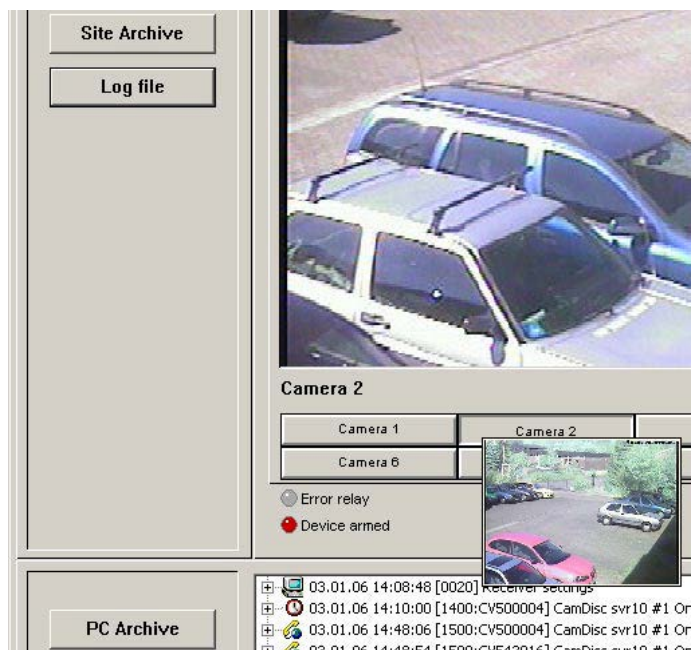 Site Archive
Log file
Camera 2
Camera 1
Camera 2
Camera 6
Error relay
Device armed
PC Archive
03.01.06 14:08:48 [0020] Receiver settings
03.01.06 14:10:00 [1400:CV500004] CamDisc svr10 #1 On
03.01.06 14:48:06 [1500:CV500004] CamDisc svr10 #1 On